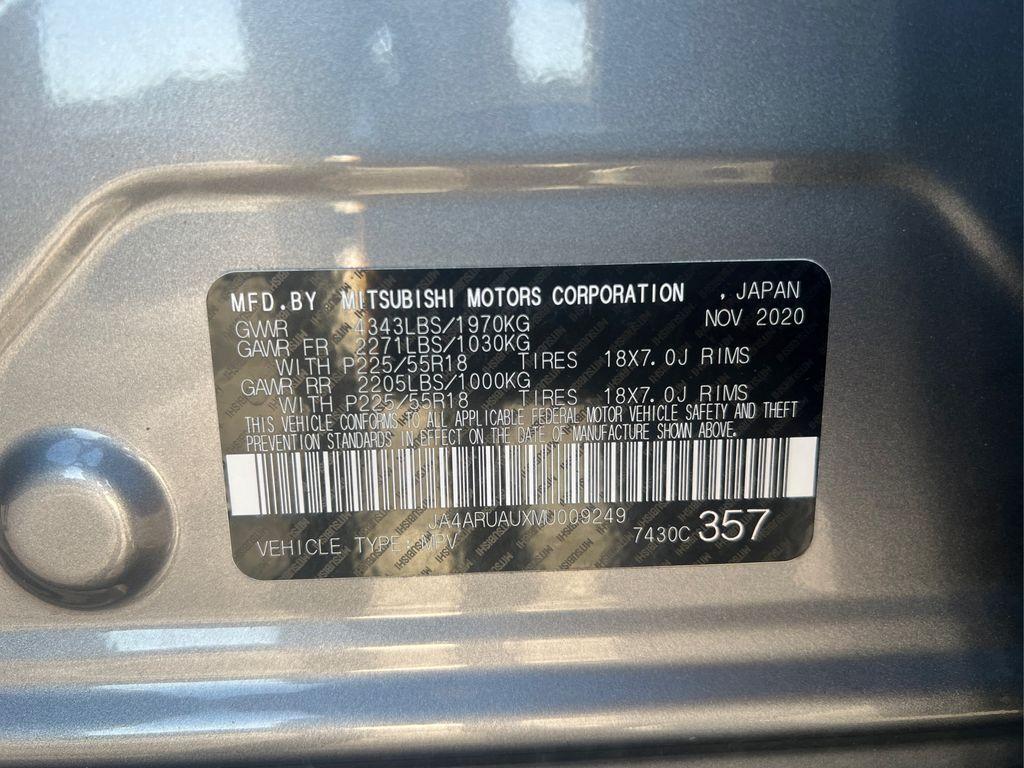 MFD.BY MITSUBISHI MOTORS CORPORATION , JAPAN
GVWR 4343LBS/1970KG NOV 2020
GAWR FR 2271LBS/1030KG
WITH P225/55R18 TIRES 18X7.0J RIMS
GAWR RR 2205LBS/1000KG
WITH P225/55R18 TIRES 18X7.0J RIMS
THIS VEHICLE CONFORMS TO ALL APPLICABLE FEDERAL MOTOR VEHICLE SAFETY AND THEFT
PREVENTION STANDARDS IN EFFECT ON THE DATE OF MANUFACTURE SHOWN ABOVE.
JA4ARUAUXMU009249
VEHICLE TYPE: MPV 7430C 357